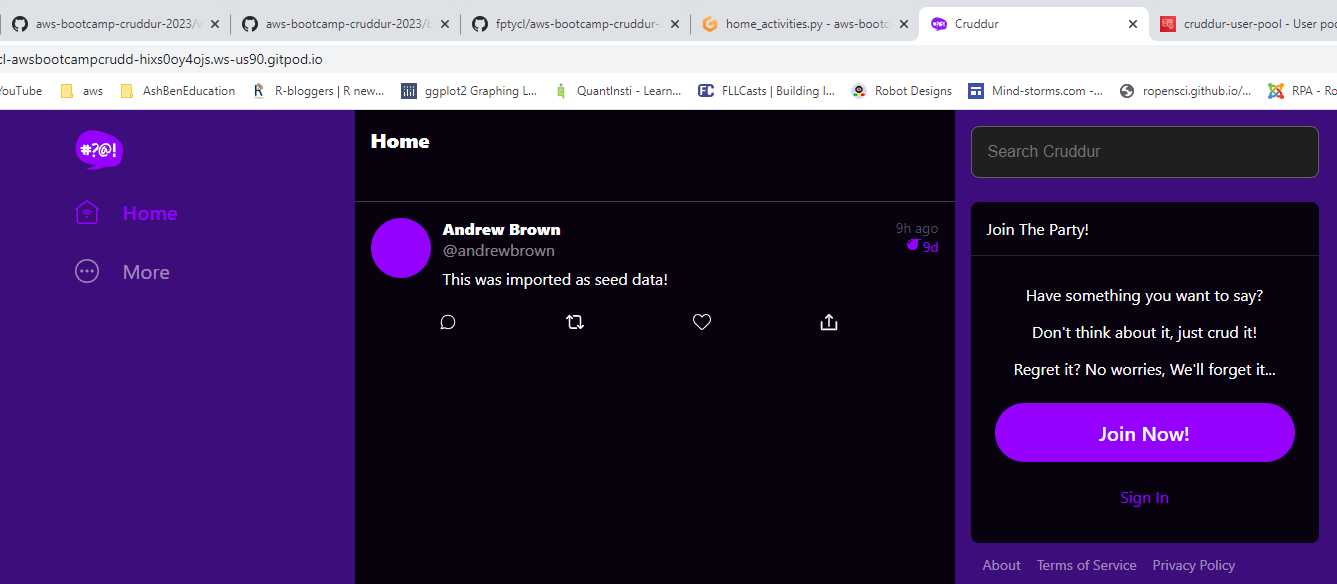 aws-bootcamp-cruddur-2023/w
aws-bootcamp-cruddur-2023/b
fptycl/aws-bootcamp-cruddur-
home_activities.py - aws-bootc
Cruddur
cruddur-user-pool - User poo
cl-awsbootcampcrudd-hixs0oy4ojs.ws-us90.gitpod.io
YouTube
aws
AshBenEducation
R-bloggers | R new...
ggplot2 Graphing L...
QuantInsti - Learn...
FLLCasts | Building I...
Robot Designs
Mind-storms.com -...
ropensci.github.io/...
RPA - Ro
#?@!
Home
More
Home
Andrew Brown
9h ago
@andrewbrown
9d
This was imported as seed data!
Search Cruddur
Join The Party!
Have something you want to say?
Don't think about it, just crud it!
Regret it? No worries, We'll forget it...
Join Now!
Sign In
About
Terms of Service
Privacy Policy